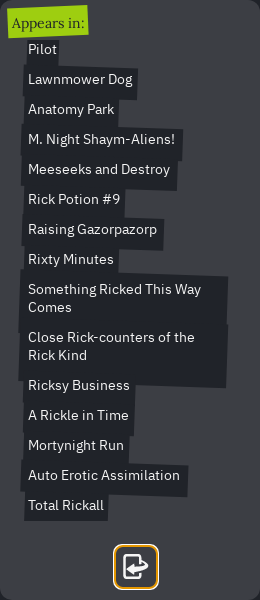 Appears in:
Pilot
Lawnmower Dog
Anatomy Park
M. Night Shaym-Aliens!
Meeseeks and Destroy
Rick Potion #9
Raising Gazorpazorp
Rixty Minutes
Something Ricked This Way
Comes
Close Rick-counters of the
Rick Kind
Ricksy Business
A Rickle in Time
Mortynight Run
Auto Erotic Assimilation
Total Rickall